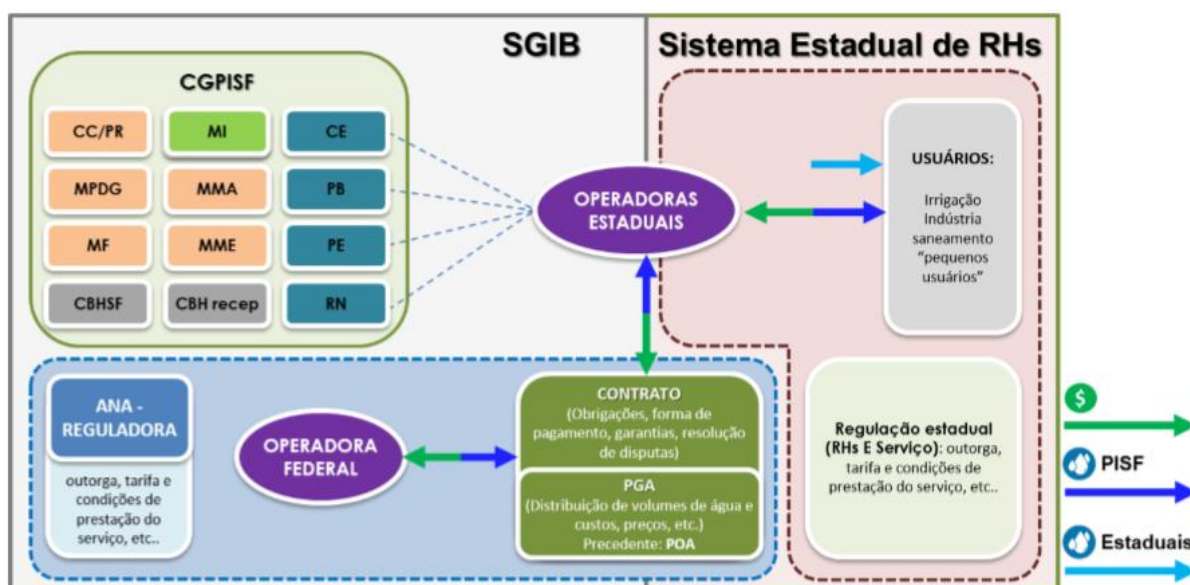 SGIB
Sistema Estadual de RHs
CGPISF
CC/PR
MI
CE
MPDG
MMA
PB
MF
MME
PE
CBHSF
CBH recep
RN
OPERADORAS
ESTADUAIS
USUÁRIOS:
Irrigação
Indústria
saneamento
"pequenos
usuários"
ANA -
REGULADORA
outorga, tarifa e
condições de
prestação do
serviço, etc..
OPERADORA
FEDERAL
CONTRATO
(Obrigações, forma de
pagamento, garantias, resolução
de disputas)
PGA
(Distribuição de volumes de água e
custos, preços, etc.)
Precedente: POA
Regulação estadual
(RHs E Serviço): outorga,
tarifa e condições de
prestação do serviço, etc..
$
PISF
Estaduais